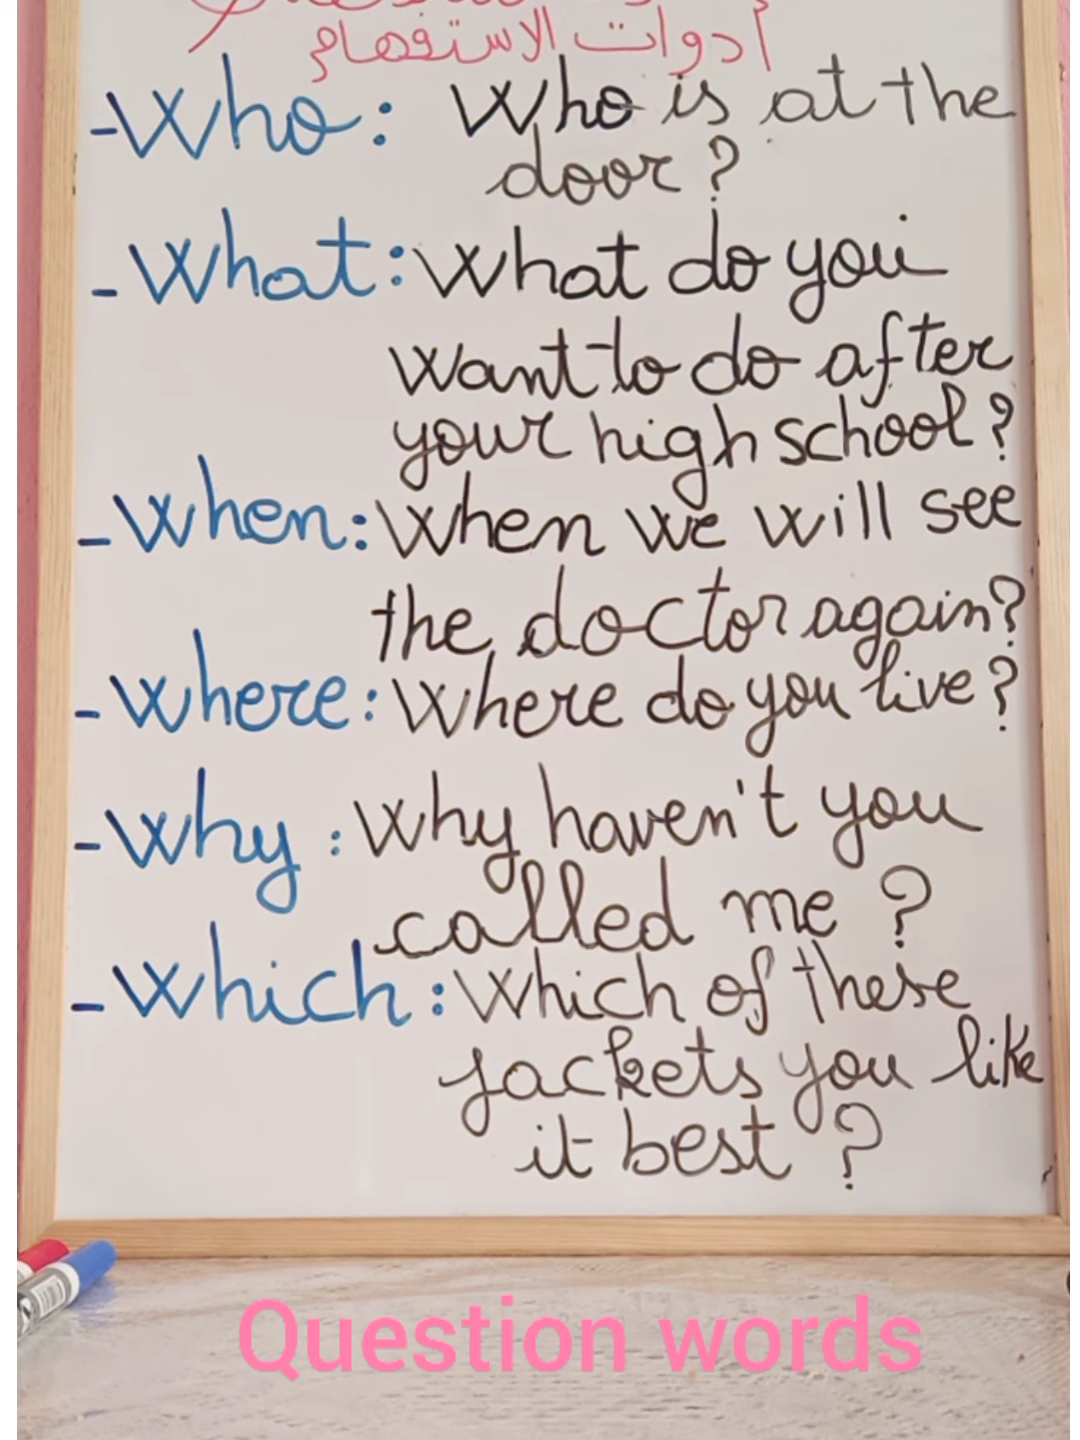 أدوات الاستفهام
-Who: Who is at the
door?
- What: What do you
want to do after
your high school?
- When: When we will see
the doctor again?
- Where: Where do you live?
- Why: Why haven't you
called me?
- Which: Which of these
jackets you like
it best?
Question words